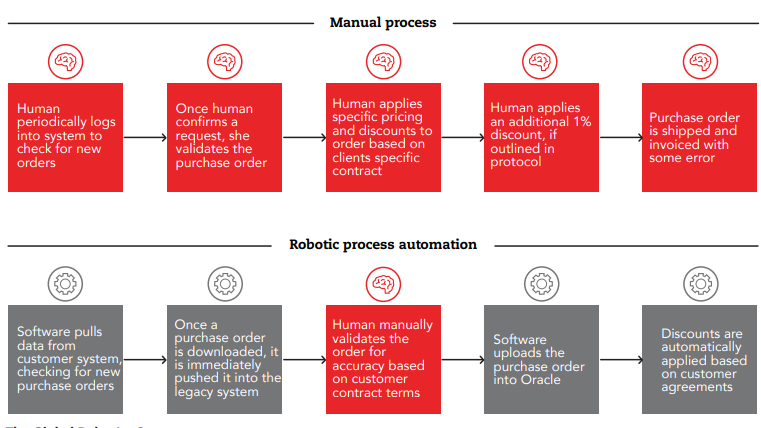 Manual process
Human
periodically logs
into system to
check for new
orders
Once human
confirms a
request, she
validates the
purchase order
Human applies
specific pricing
and discounts to
order based on
clients specific
contract
Human applies
an additional 1%
discount, if
outlined in
protocol
Purchase order
is shipped and
invoiced with
some error
Robotic process automation
Software pulls
data from
customer system,
checking for new
purchase orders
Once a
purchase order
is downloaded, it
is immediately
pushed it into the
legacy system
Human manually
validates the
order for
accuracy based
on customer
contract terms
Software
uploads the
purchase order
into Oracle
Discounts are
automatically
applied based
on customer
agreements